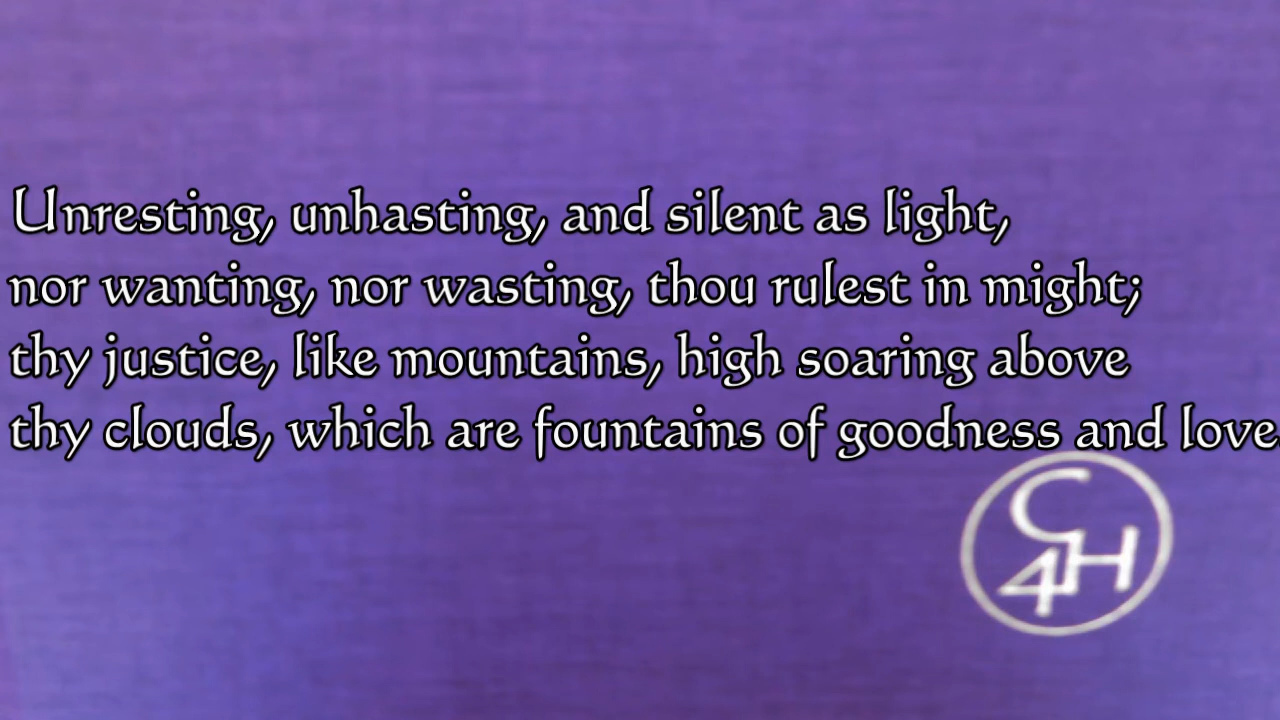 Unresting, unhasting, and silent as light,
nor wanting, nor wasting, thou rulest in might;
thy justice, like mountains, high soaring above
thy clouds, which are fountains of goodness and love.
C
4H